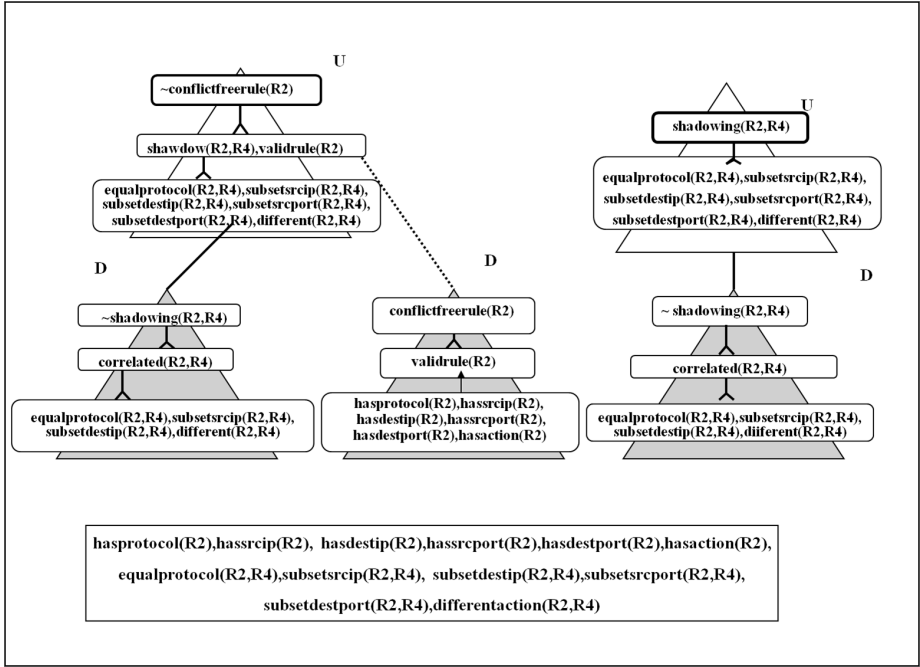 U
~conflictfreerule(R2)
shawdow(R2,R4),validrule(R2)
equalprotocol(R2,R4),subsetsrcip(R2,R4),
subsetdestip(R2,R4),subsetsrcport(R2,R4),
subsetdestport(R2,R4),different(R2,R4)
D
~shadowing(R2,R4)
correlated(R2,R4)
equalprotocol(R2,R4),subsetsrcip(R2,R4),
subsetdestip(R2,R4),different(R2,R4)
D
conflictfreerule(R2)
validrule(R2)
hasprotocol(R2),hassrcip(R2),
hasdestip(R2),hassrcport(R2),
hasdestport(R2),hasaction(R2)
U
shadowing(R2,R4)
equalprotocol(R2,R4),subsetsrcip(R2,R4),
subsetdestip(R2,R4),subsetsrcport(R2,R4),
subsetdestport(R2,R4),different(R2,R4)
D
~ shadowing(R2,R4)
correlated(R2,R4)
equalprotocol(R2,R4),subsetsrcip(R2,R4),
subsetdestip(R2,R4),diiferent(R2,R4)
hasprotocol(R2),hassrcip(R2), hasdestip(R2),hassrcport(R2),hasdestport(R2),hasaction(R2),
equalprotocol(R2,R4),subsetsrcip(R2,R4), subsetdestip(R2,R4),subsetsrcport(R2,R4),
subsetdestport(R2,R4),differentaction(R2,R4)